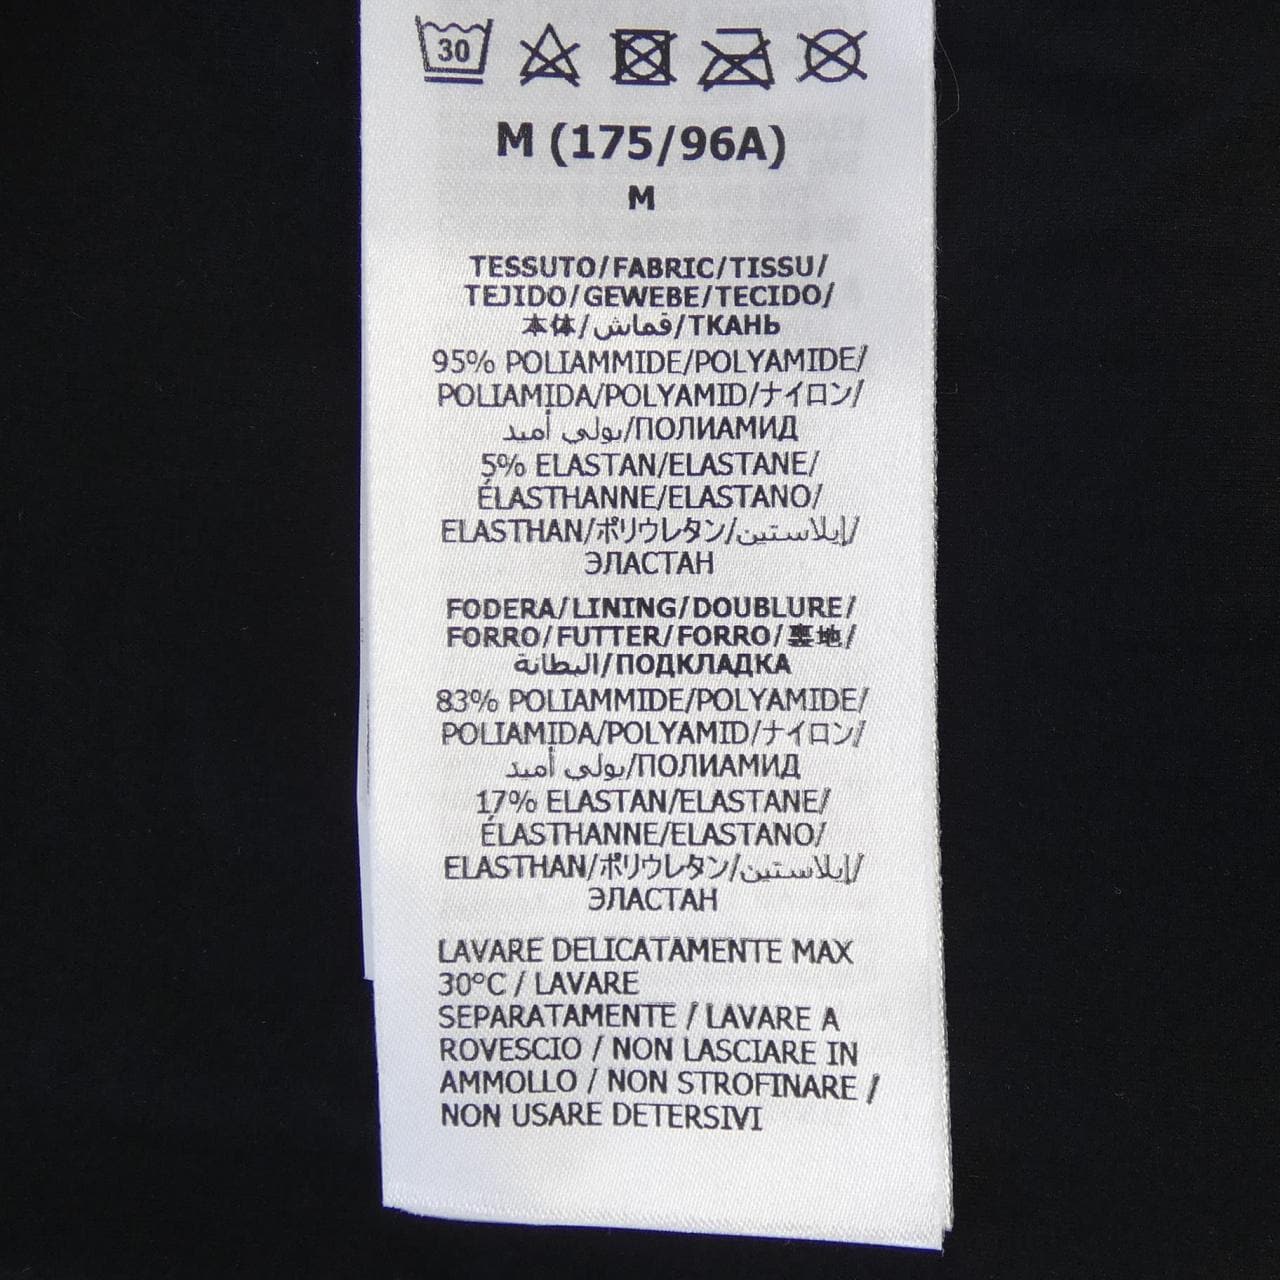 30
M (175/96A)
M
TESSUTO/FABRIC/TISSU/
TEJIDO/GEWEBE/TECIDO/
本体/قماش/ТКАНЬ
95% POLIAMMIDE/POLYAMIDE/
POLIAMIDA/POLYAMID/ナイロン/
بولي أميد/ПОЛИАМИД
5% ELASTAN/ELASTANE/
ÉLASTHANNE/ELASTANO/
ELASTHAN/ポリウレタン/إيلاستين/
ЭЛАСТАН
FODERA/LINING/DOUBLURE/
FORRO/FUTTER/FORRO/裏地/
البطانة/ПОДКЛАДКА
83% POLIAMMIDE/POLYAMIDE/
POLIAMIDA/POLYAMID/ナイロン/
بولي أميد/ПОЛИАМИД
17% ELASTAN/ELASTANE/
ÉLASTHANNE/ELASTANO/
ELASTHAN/ポリウレタン/إيلاستين/
ЭЛАСТАН
LAVARE DELICATAMENTE MAX
30°C / LAVARE
SEPARATAMENTE / LAVARE A
ROVESCIO / NON LASCIARE IN
AMMOLLO / NON STROFINARE /
NON USARE DETERSIVI